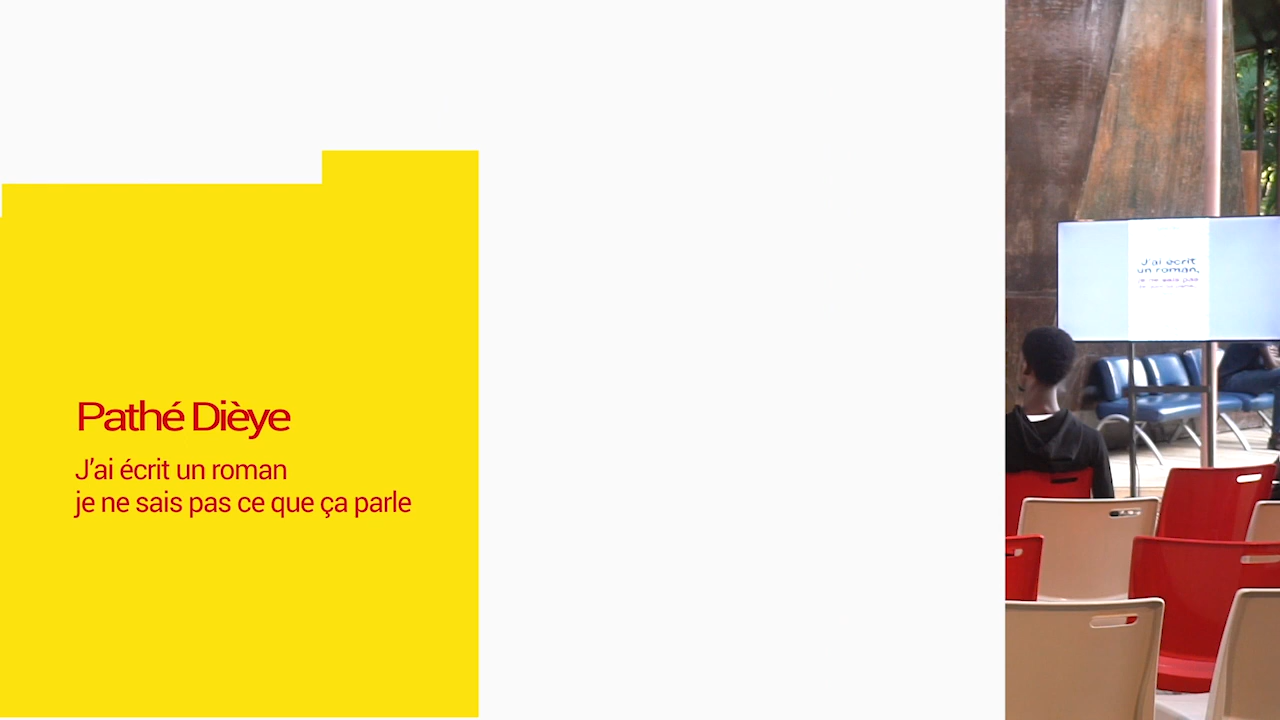 Pathé Dièye
J’ai écrit un roman
je ne sais pas ce que ça parle
J'ai écrit
un roman,